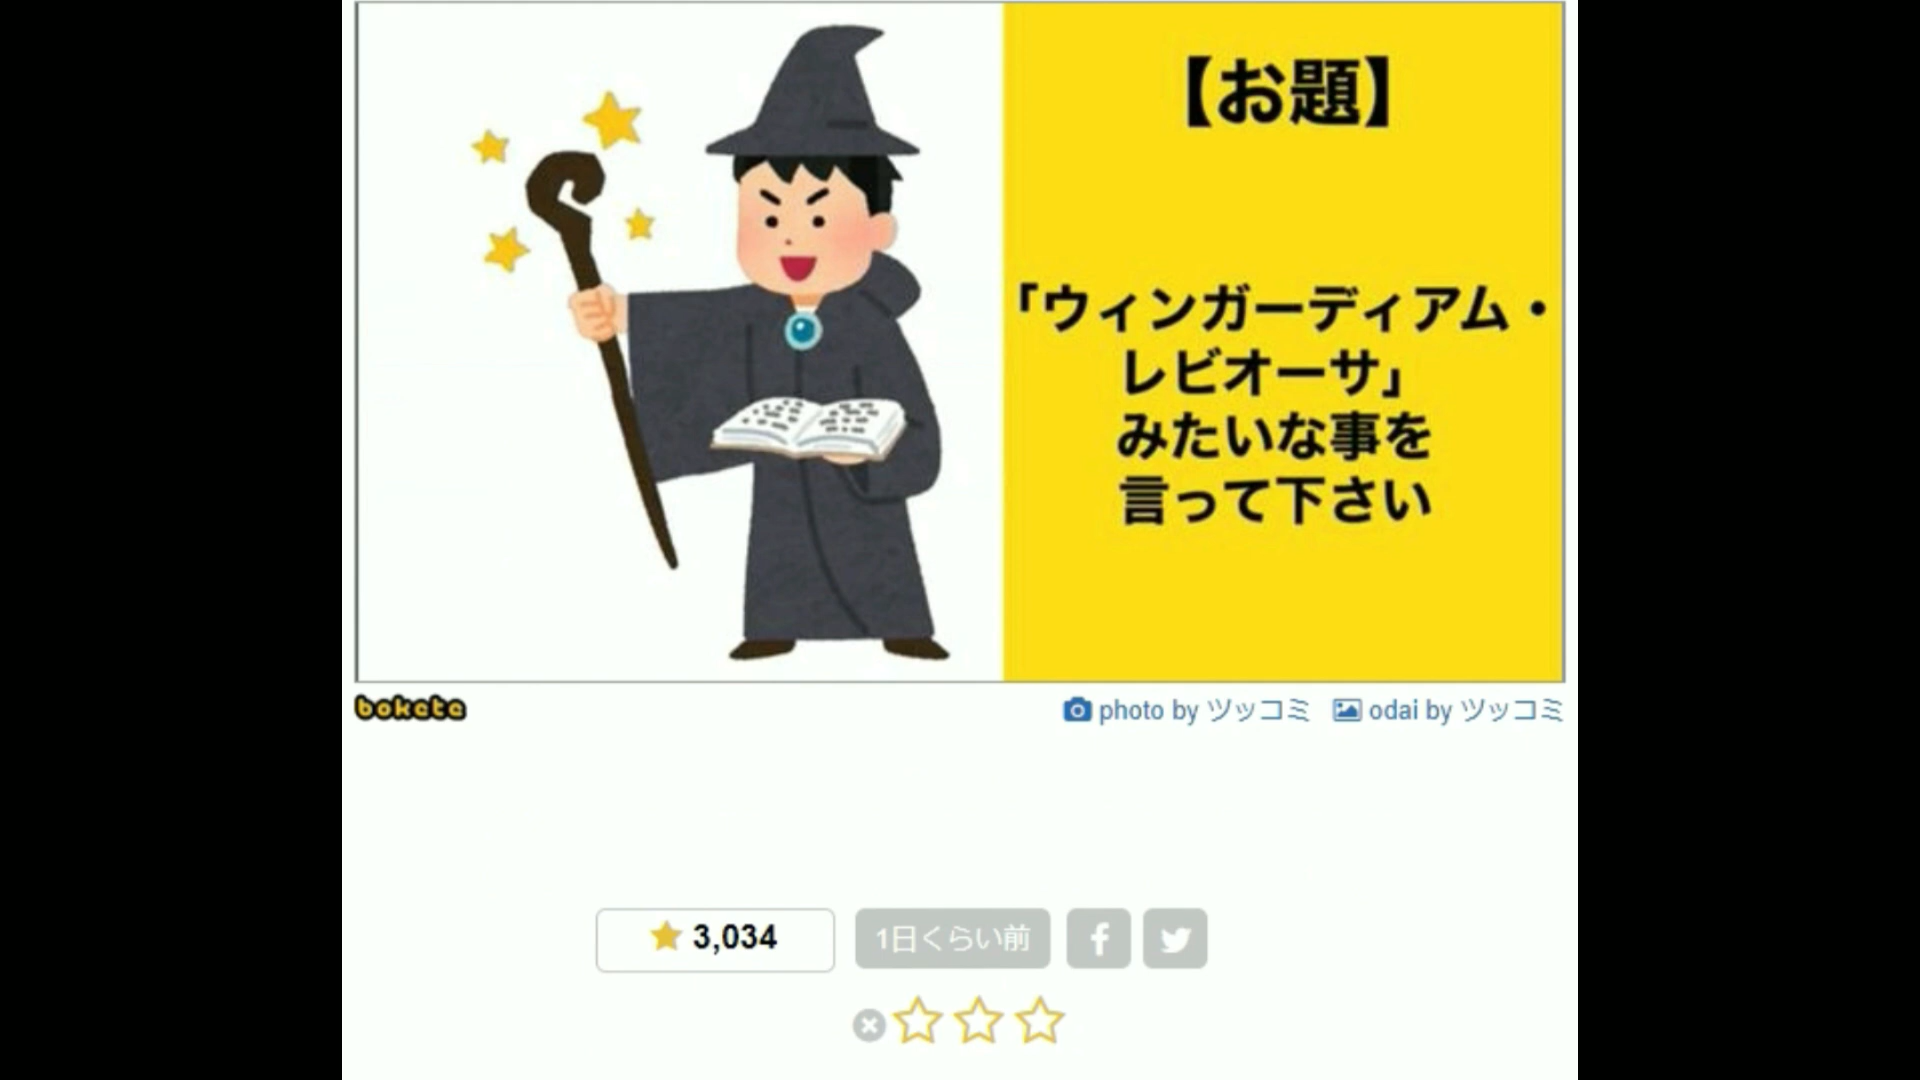 【お題】
「ウィンガーディアム・
レビオーサ」
みたいな事を
言って下さい
bokete
photo by ツッコミ odai by ツッコミ
3,034 1日くらい前